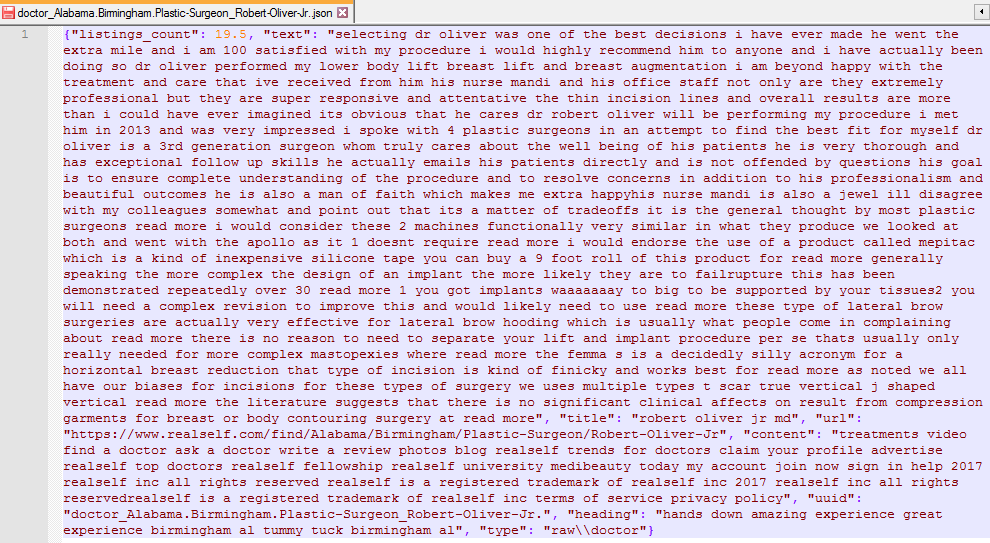 doctor_Alabama.Birmingham.Plastic-Surgeon_Robert-Oliver-Jr..json
1 {"listings_count": 19.5, "text": "selecting dr oliver was one of the best decisions i have ever made he went the
extra mile and i am 100 satisfied with my procedure i would highly recommend him to anyone and i have actually been
doing so dr oliver performed my lower body lift breast lift and breast augmentation i am beyond happy with the
treatment and care that ive received from him his nurse mandi and his office staff not only are they extremely
professional but they are super responsive and attentative the thin incision lines and overall results are more
than i could have ever imagined its obvious that he cares dr robert oliver will be performing my procedure i met
him in 2013 and was very impressed i spoke with 4 plastic surgeons in an attempt to find the best fit for myself dr
oliver is a 3rd generation surgeon whom truly cares about the well being of his patients he is very thorough and
has exceptional follow up skills he actually emails his patients directly and is not offended by questions his goal
is to ensure complete understanding of the procedure and to resolve concerns in addition to his professionalism and
beautiful outcomes he is also a man of faith which makes me extra happyhis nurse mandi is also a jewel ill disagree
with my colleagues somewhat and point out that its a matter of tradeoffs it is the general thought by most plastic
surgeons read more i would consider these 2 machines functionally very similar in what they produce we looked at
both and went with the apollo as it 1 doesnt require read more i would endorse the use of a product called mepitac
which is a kind of inexpensive silicone tape you can buy a 9 foot roll of this product for read more generally
speaking the more complex the design of an implant the more likely they are to failrupture this has been
demonstrated repeatedly over 30 read more 1 you got implants waaaaaaay to big to be supported by your tissues2 you
will need a complex revision to improve this and would likely need to use read more these type of lateral brow
surgeries are actually very effective for lateral brow hooding which is usually what people come in complaining
about read more there is no reason to need to separate your lift and implant procedure per se thats usually only
really needed for more complex mastopexies where read more the femma s is a decidedly silly acronym for a
horizontal breast reduction that type of incision is kind of finicky and works best for read more as noted we all
have our biases for incisions for these types of surgery we uses multiple types t scar true vertical j shaped
vertical read more the literature suggests that there is no significant clinical affects on result from compression
garments for breast or body contouring surgery at read more", "title": "robert oliver jr md", "url":
"https://www.realself.com/find/Alabama/Birmingham/Plastic-Surgeon/Robert-Oliver-Jr", "content": "treatments video
find a doctor ask a doctor write a review photos blog realself trends for doctors claim your profile advertise
realself top doctors realself fellowship realself university medibeauty today my account join now sign in help 2017
realself inc all rights reserved realself is a registered trademark of realself inc 2017 realself inc all rights
reservedrealself is a registered trademark of realself inc terms of service privacy policy", "uuid":
"doctor_Alabama.Birmingham.Plastic-Surgeon_Robert-Oliver-Jr.", "heading": "hands down amazing experience great
experience birmingham al tummy tuck birmingham al", "type": "raw\\doctor"}